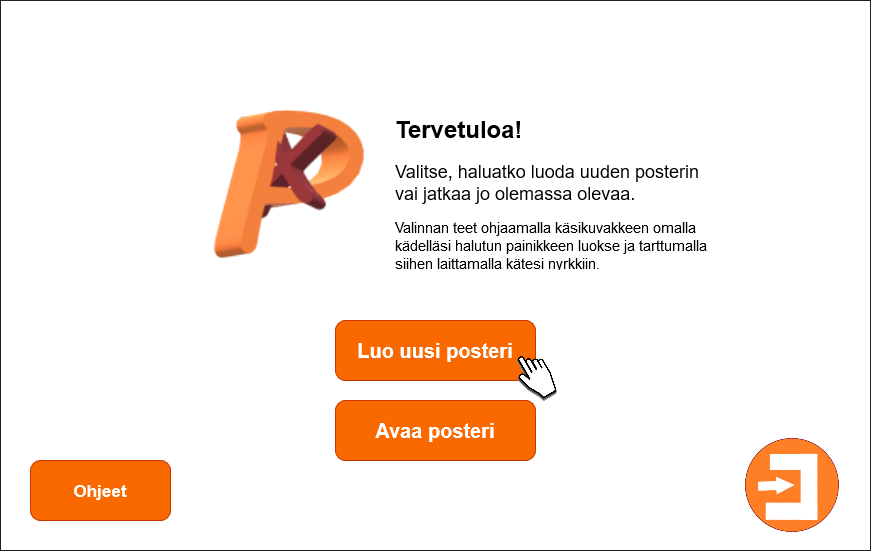 PK
Tervetuloa!
Valitse, haluatko luoda uuden posterin
vai jatkaa jo olemassa olevaa.
Valinnan teet ohjaamalla käsikuvakkeen omalla
kädelläsi halutun painikkeen luokse ja tarttumalla
siihen laittamalla kätesi nyrkkiin.
Luo uusi posteri
Avaa posteri
Ohjeet